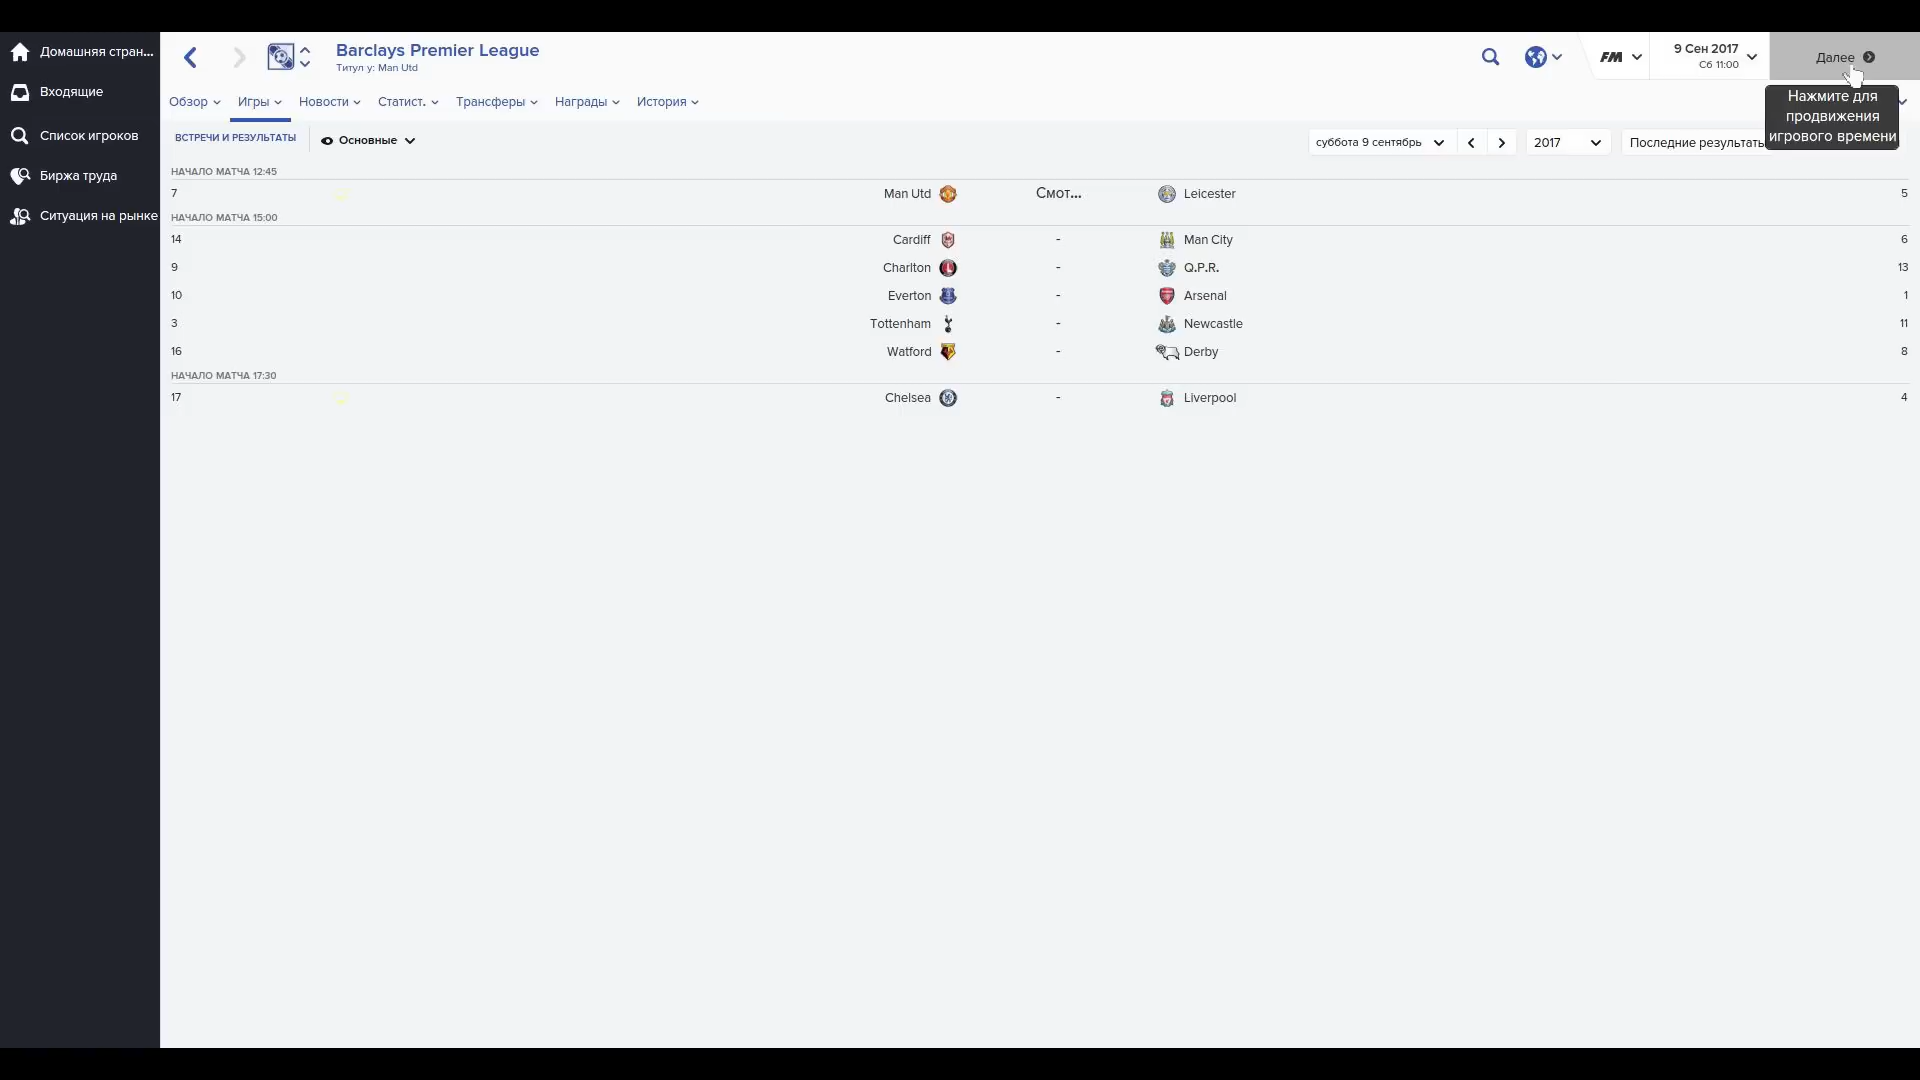 Домашняя стран...
Входящие
Список игроков
Биржа труда
Ситуация на рынке
Barclays Premier League
Титул у: Man Utd
FM
9 Сен 2017
Сб 11:00
Далее
Нажмите для
продвижения
игрового времени
Обзор Игры Новости Статист. Трансферы Награды История
ВСТРЕЧИ И РЕЗУЛЬТАТЫ Основные
суббота 9 сентябрь 2017 Последние результаты
НАЧАЛО МАТЧА 12:45
7 Man Utd Смот... Leicester 5
НАЧАЛО МАТЧА 15:00
14 Cardiff - Man City 6
9 Charlton - Q.P.R. 13
10 Everton - Arsenal 1
3 Tottenham - Newcastle 11
16 Watford - Derby 8
НАЧАЛО МАТЧА 17:30
17 Chelsea - Liverpool 4